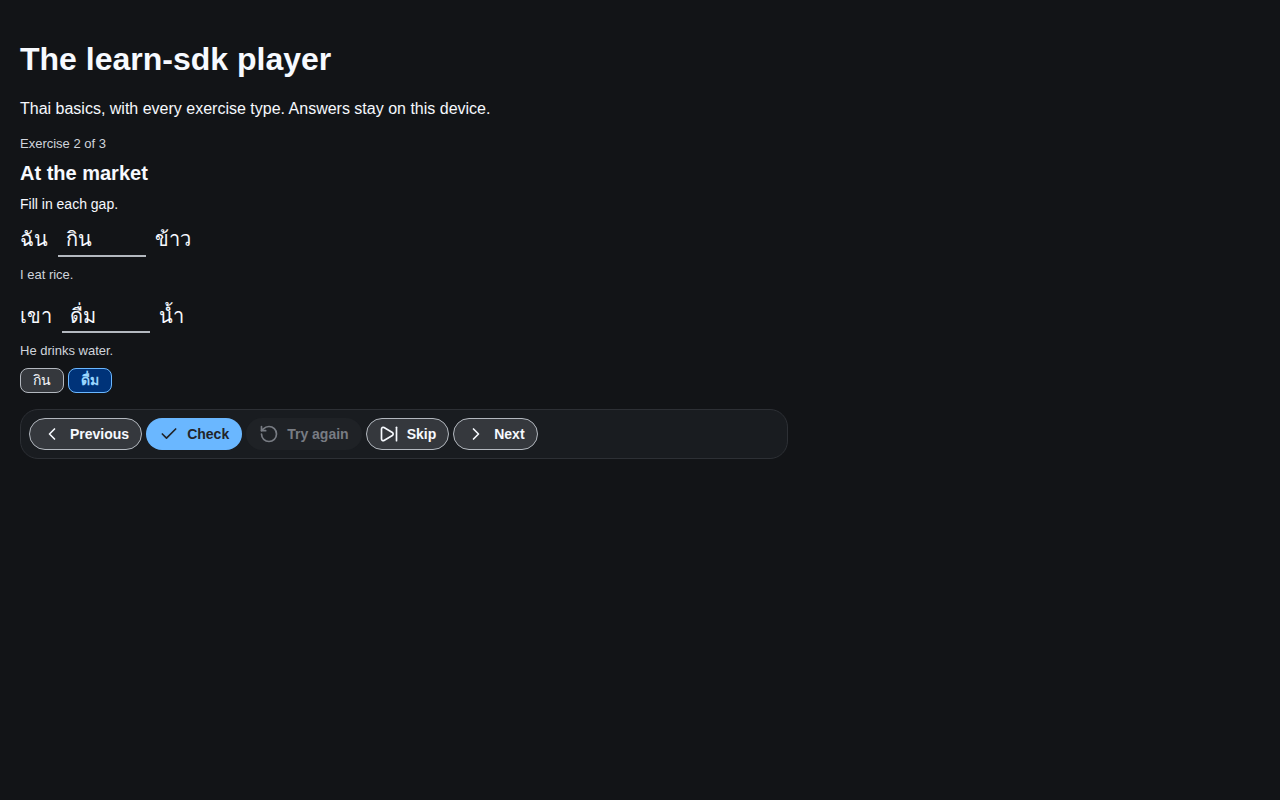 The learn-sdk player
Thai basics, with every exercise type. Answers stay on this device.
Exercise 2 of 3
At the market
Fill in each gap.
ฉัน กิน ข้าว
I eat rice.
เขา ดื่ม น้ำ
He drinks water.
กิน ดื่ม
Previous Check Try again Skip Next